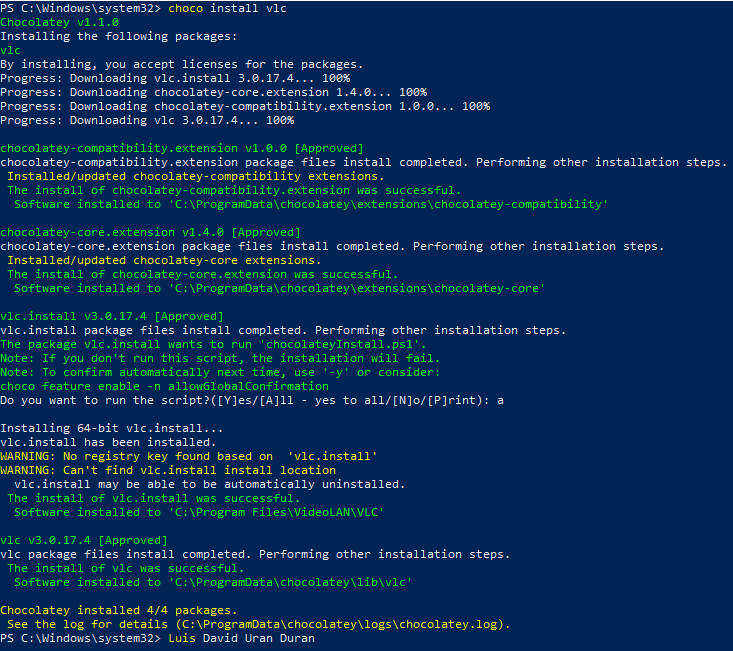 PS C:\Windows\system32> choco install vlc
Chocolatey v1.1.0
Installing the following packages:
vlc
By installing, you accept licenses for the packages.
Progress: Downloading vlc.install 3.0.17.4... 100%
Progress: Downloading chocolatey-core.extension 1.4.0... 100%
Progress: Downloading chocolatey-compatibility.extension 1.0.0... 100%
Progress: Downloading vlc 3.0.17.4... 100%
chocolatey-compatibility.extension v1.0.0 [Approved]
chocolatey-compatibility.extension package files install completed. Performing other installation steps.
Installed/updated chocolatey-compatibility extensions.
The install of chocolatey-compatibility.extension was successful.
Software installed to 'C:\ProgramData\chocolatey\extensions\chocolatey-compatibility'
chocolatey-core.extension v1.4.0 [Approved]
chocolatey-core.extension package files install completed. Performing other installation steps.
Installed/updated chocolatey-core extensions.
The install of chocolatey-core.extension was successful.
Software installed to 'C:\ProgramData\chocolatey\extensions\chocolatey-core'
vlc.install v3.0.17.4 [Approved]
vlc.install package files install completed. Performing other installation steps.
The package vlc.install wants to run 'chocolateyInstall.ps1'.
Note: If you don't run this script, the installation will fail.
Note: To confirm automatically next time, use '-y' or consider:
choco feature enable -n allowGlobalConfirmation
Do you want to run the script?([Y]es/[A]ll - yes to all/[N]o/[P]rint): a
Installing 64-bit vlc.install...
vlc.install has been installed.
WARNING: No registry key found based on  'vlc.install'
WARNING: Can't find vlc.install install location
vlc.install may be able to be automatically uninstalled.
The install of vlc.install was successful.
Software installed to 'C:\Program Files\VideoLAN\VLC'
vlc v3.0.17.4 [Approved]
vlc package files install completed. Performing other installation steps.
The install of vlc was successful.
Software installed to 'C:\ProgramData\chocolatey\lib\vlc'
Chocolatey installed 4/4 packages.
See the log for details (C:\ProgramData\chocolatey\logs\chocolatey.log).
PS C:\Windows\system32> Luis David Uran Duran